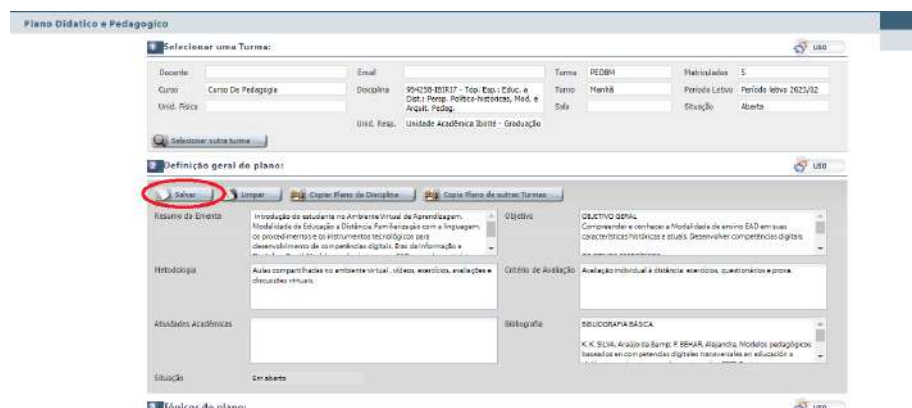 Plano Didatico e Pedagogico
Selecionar uma Turma:
USO
Docente
Email
Turma PEDBM
Matriculados 5
Curso Curso De Pedagogia
Disciplina 954258-IBIRI7 - Tóp. Esp.: Educ. e
Dist.: Persp. Político-históricas, Mod. e
Arquit. Pedag.
Turno Manhã
Periodo Letivo Período letivo 2023/02
Unid. Física
Sala
Situação Aberta
Unid. Resp. Unidade Acadêmica Ibirité - Graduação
Selecionar outra turma
Definição geral do plano:
USO
Salvar
Limpar
Copiar Plano de Disciplina
Copia Plano de outras Turmas
Resumo da Ementa
Introdução do estudante no Ambiente Virtual de Aprendizagem.
Modalidade de Educação a Distância. Familiarização com a linguagem,
os procedimentos e os instrumentos tecnológicos para
desenvolvimento de competências digitais. Eras da Informação e
Objetivo
OBJETIVO GERAL
Compreender e conhecer a Modalidade de ensino EAD em suas
características históricas e atuais. Desenvolver competências digitais.
Metodologia
Aulas compartilhadas no ambiente virtual, vídeos, exercícios, avaliações e
discussões virtuais.
Critério de Avaliação
Avaliação individual à distância: exercícios, questionários e prova.
Atividades Acadêmicas
Bibliografia
BIBLIOGRAFIA BÁSICA
K. K. SILVA, Araújo da &amp; P. BEHAR, Alejandra. Modelos pedagógicos
baseados en competencias digitales transversales en educación a
Situação Em aberto
Tópicos do plano:
USO